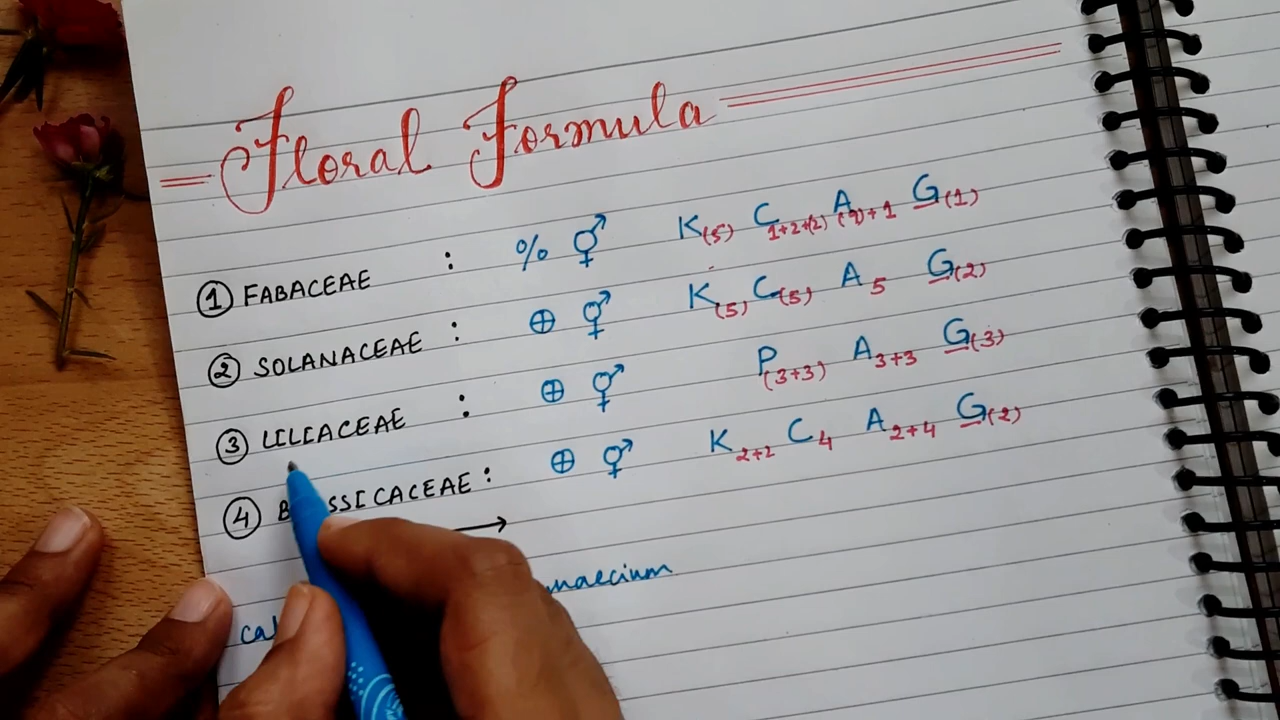 Floral Formula
① FABACEAE : % ⚥ K(5) C1+2+(2) A(9)+1 G(1)
② SOLANACEAE : ⊕ ⚥ K(5) C(5) A5 G(2)
③ LILIACEAE : ⊕ ⚥ P(3+3) A3+3 G(3)
④ : ⊕ ⚥ K2+2 C4 A2+4 G(2)